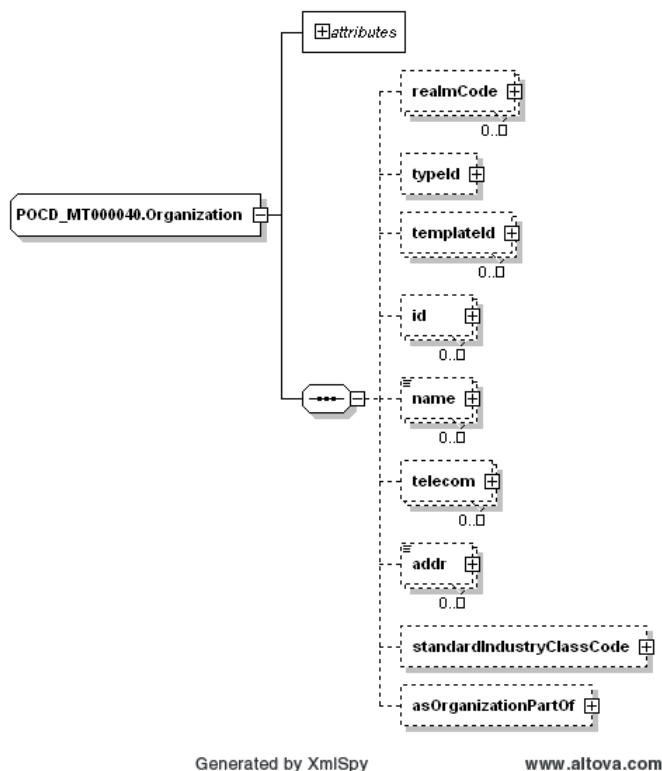 attributes
realmCode
0..□
typeId
POCD_MT000040.Organization
templateId
0..□
id
0..□
name
0..□
telecom
0..□
addr
0..□
standardIndustryClassCode
asOrganizationPartOf
Generated by XmlSpy
www.altova.com